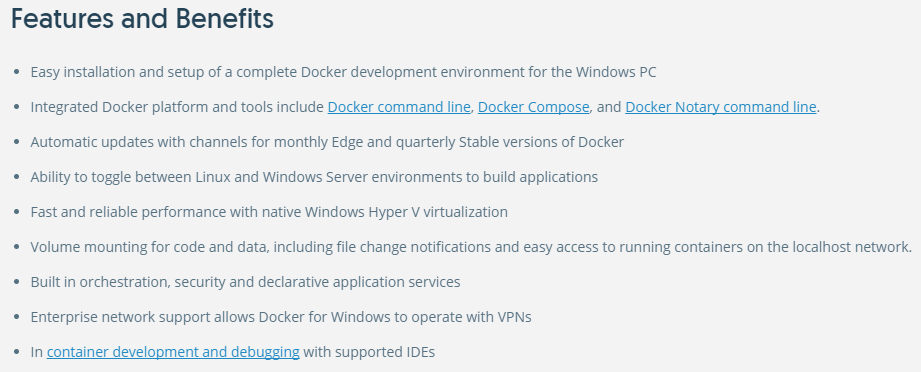 Features and Benefits
• Easy installation and setup of a complete Docker development environment for the Windows PC
• Integrated Docker platform and tools include Docker command line, Docker Compose, and Docker Notary command line.
• Automatic updates with channels for monthly Edge and quarterly Stable versions of Docker
• Ability to toggle between Linux and Windows Server environments to build applications
• Fast and reliable performance with native Windows Hyper V virtualization
• Volume mounting for code and data, including file change notifications and easy access to running containers on the localhost network.
• Built in orchestration, security and declarative application services
• Enterprise network support allows Docker for Windows to operate with VPNs
• In container development and debugging with supported IDEs